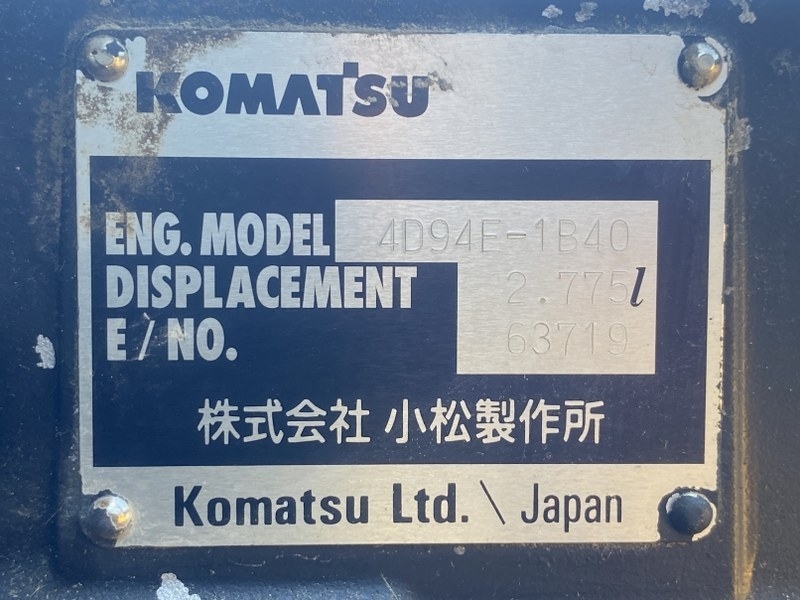 KOMATSU
ENG. MODEL 4D94E-1B40
DISPLACEMENT 2.775l
E / NO. 63719
株式会社 小松製作所
Komatsu Ltd. \ Japan